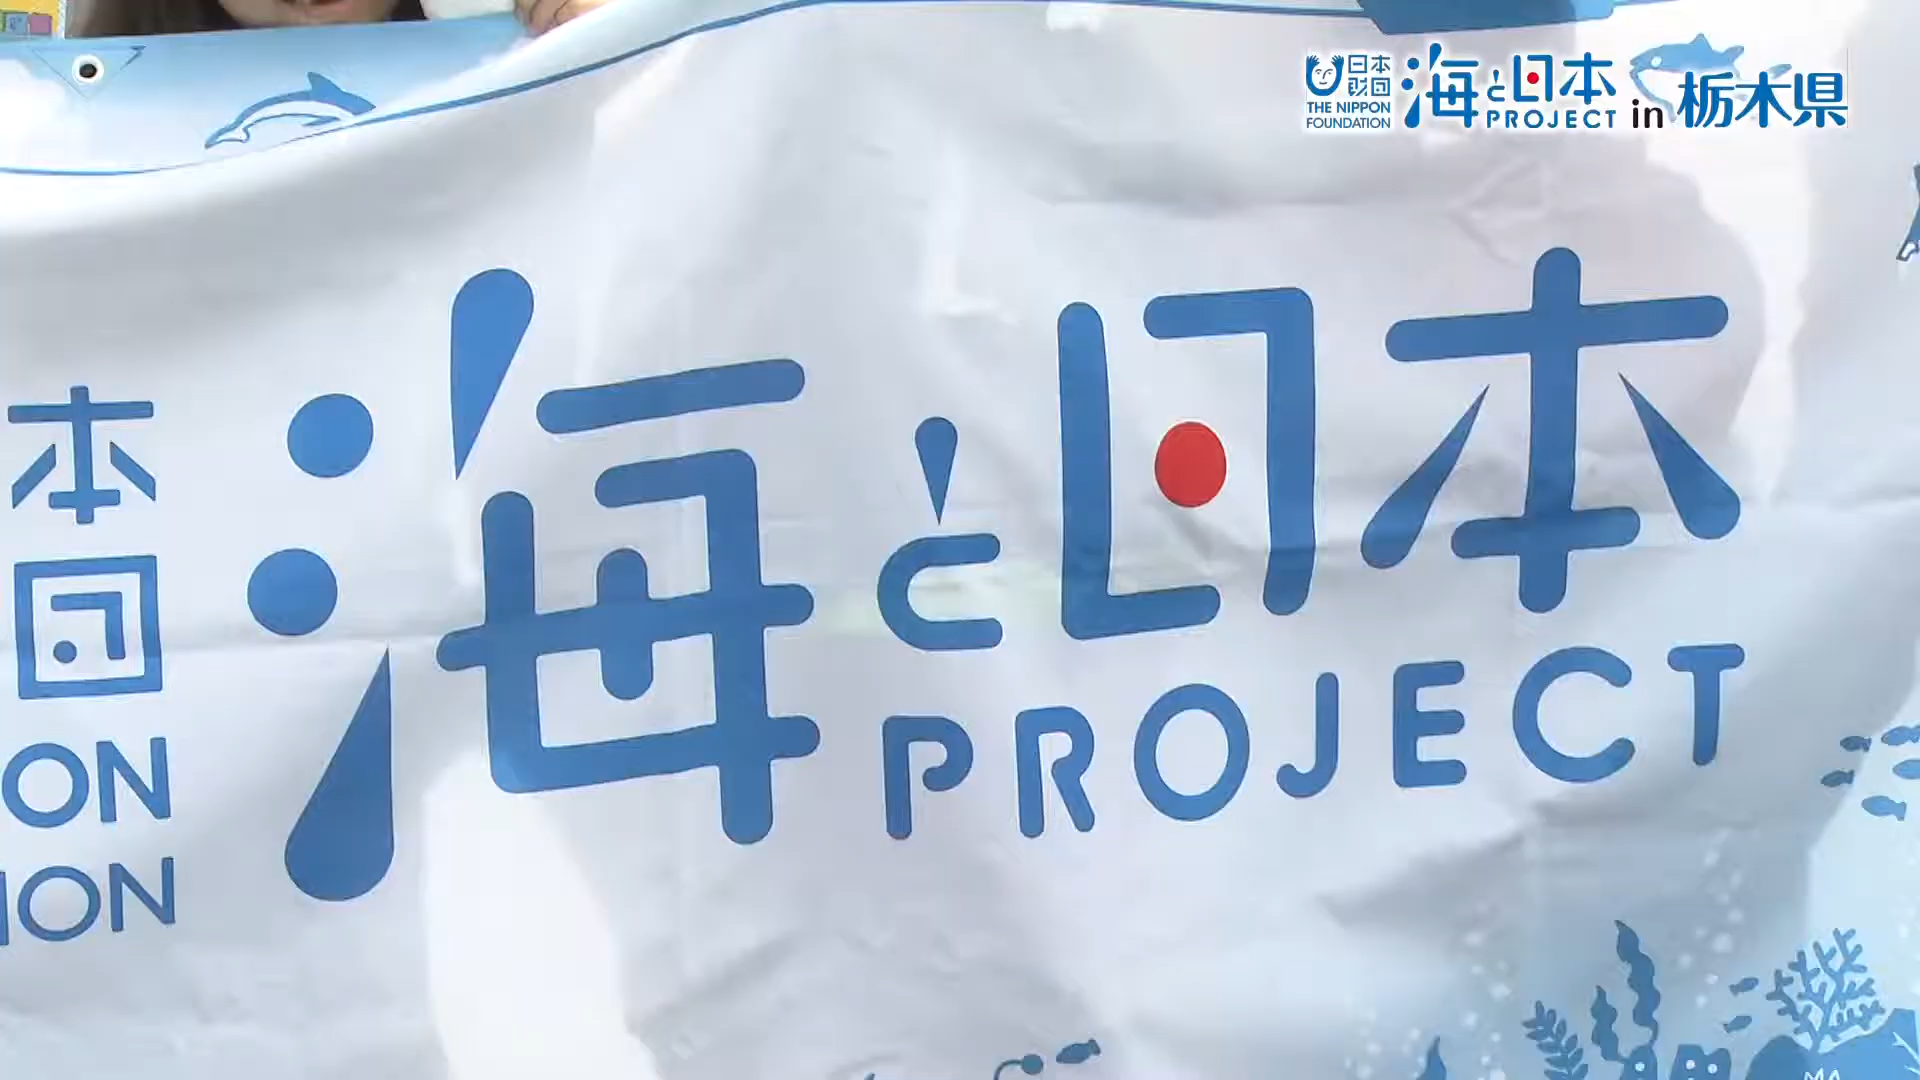 日本
財団
THE NIPPON
FOUNDATION
海と日本
PROJECT
in 栃木県
本
団
ON
ION
海と日本
PROJECT